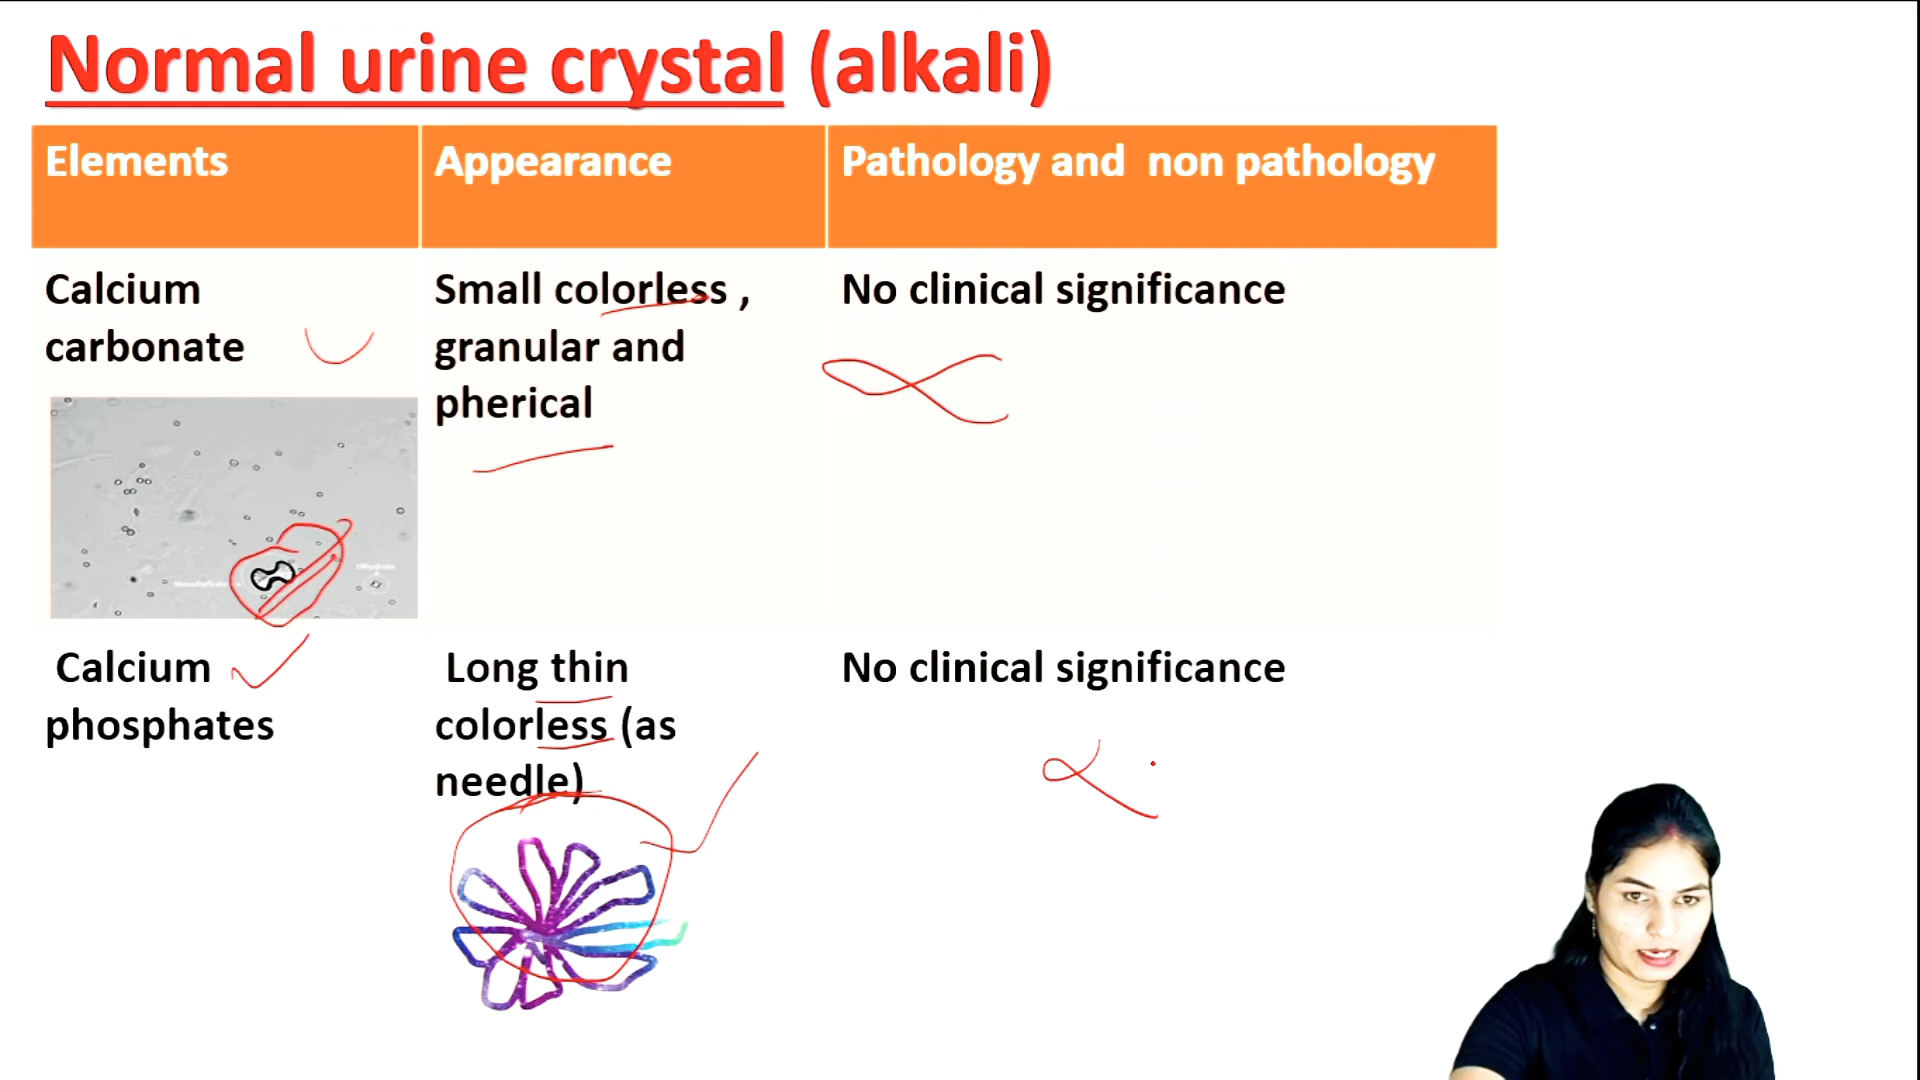 Normal urine crystal (alkali)
Elements
Appearance
Pathology and non pathology
Calcium
carbonate
Small colorless ,
granular and
pherical
No clinical significance
Calcium
phosphates
Long thin
colorless (as
needle)
No clinical significance